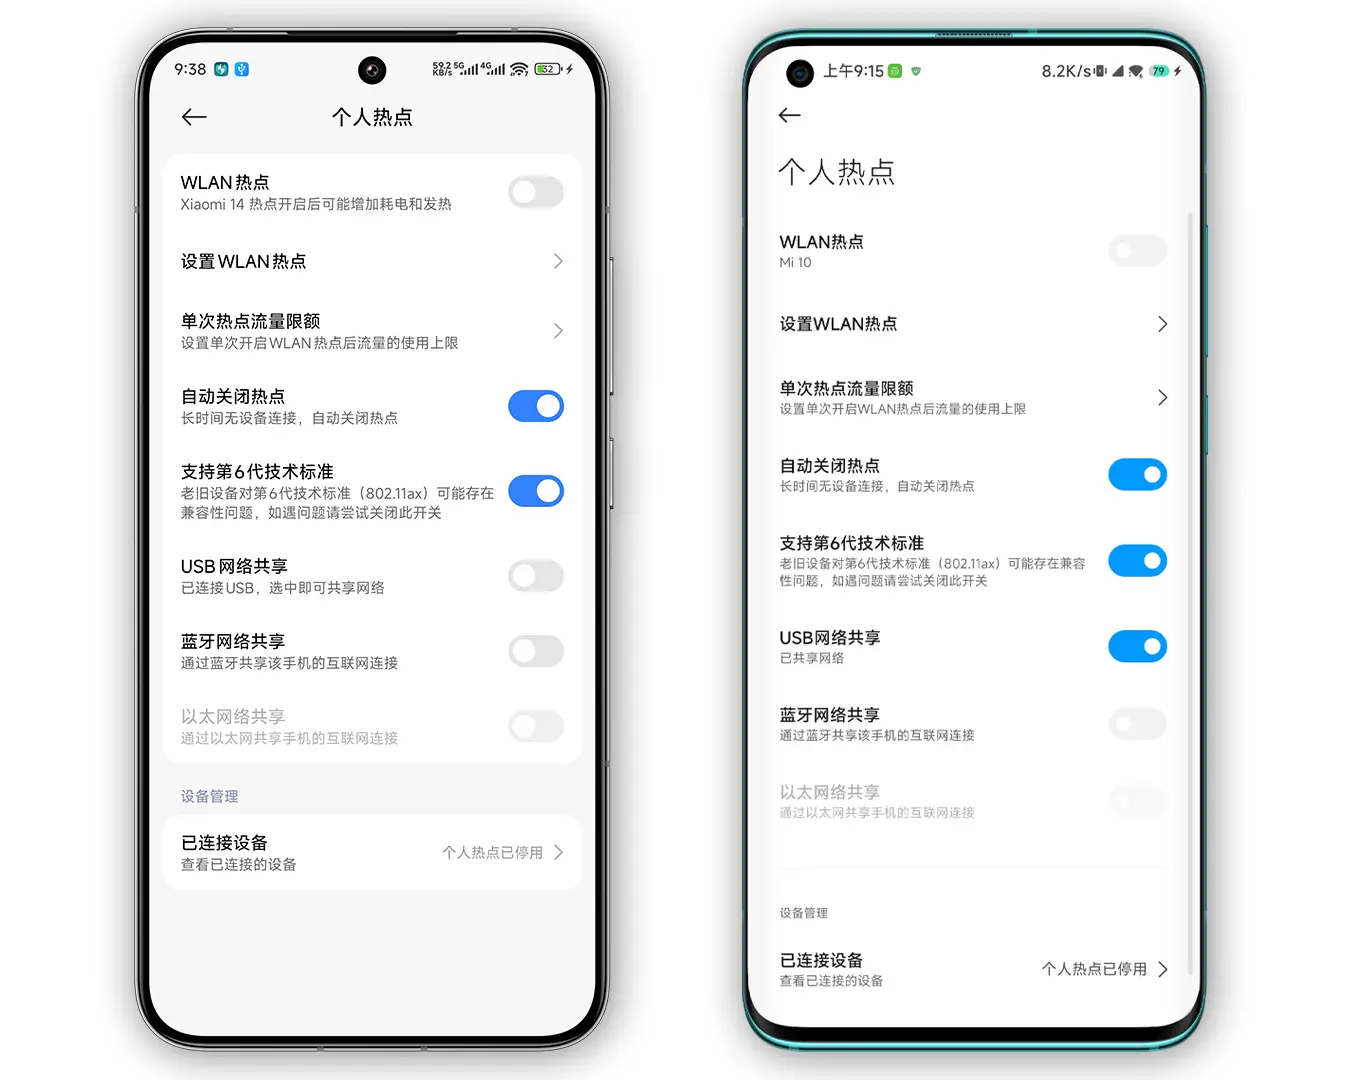 9:38
59.2 KB/s 5G 4G 32
个人热点
WLAN 热点
Xiaomi 14 热点开启后可能增加耗电和发热
设置 WLAN 热点
单次热点流量限额
设置单次开启 WLAN 热点后流量的使用上限
自动关闭热点
长时间无设备连接，自动关闭热点
支持第 6 代技术标准
老旧设备对第 6 代技术标准（802.11ax）可能存在
兼容性问题，如遇问题请尝试关闭此开关
USB 网络共享
已连接 USB，选中即可共享网络
蓝牙网络共享
通过蓝牙共享该手机的互联网连接
以太网络共享
通过以太网共享手机的互联网连接
设备管理
已连接设备
查看已连接的设备
个人热点已停用
上午9:15
8.2K/s 79
个人热点
WLAN热点
Mi 10
设置WLAN热点
单次热点流量限额
设置单次开启WLAN热点后流量的使用上限
自动关闭热点
长时间无设备连接，自动关闭热点
支持第6代技术标准
老旧设备对第6代技术标准（802.11ax）可能存在兼容
性问题，如遇问题请尝试关闭此开关
USB网络共享
已共享网络
蓝牙网络共享
通过蓝牙共享该手机的互联网连接
以太网络共享
通过以太网共享手机的互联网连接
设备管理
已连接设备
查看已连接的设备
个人热点已停用